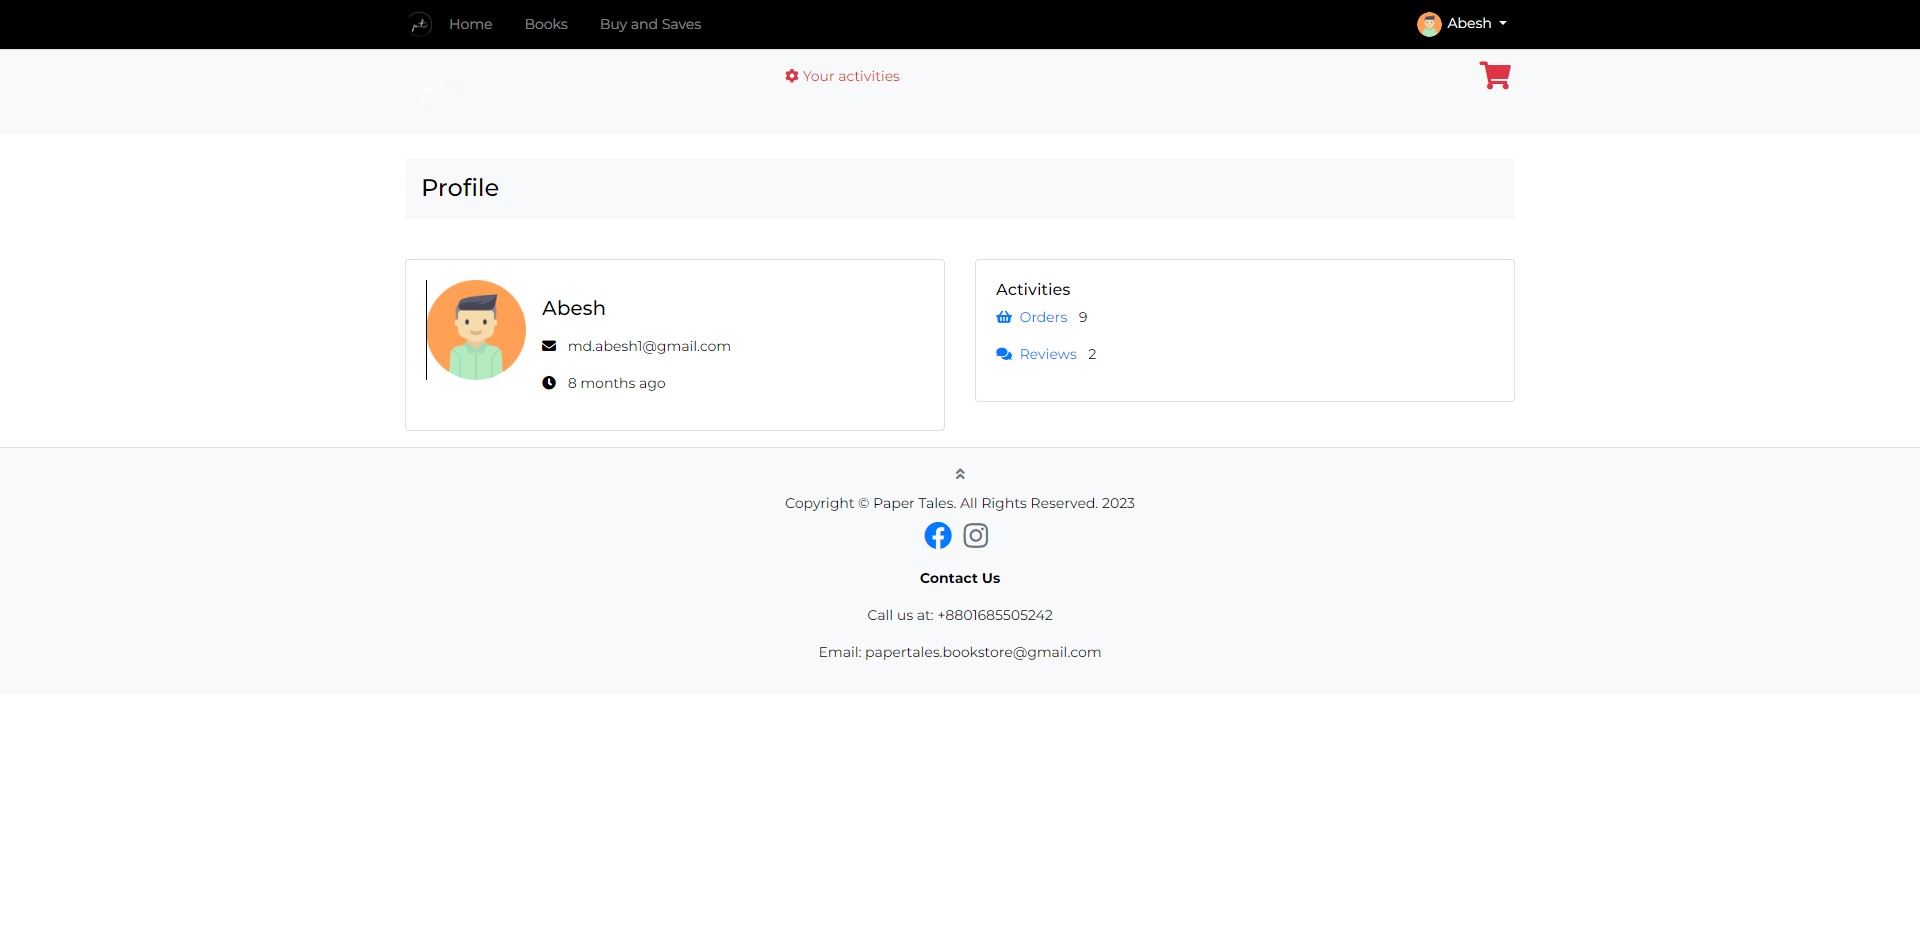 pt Home Books Buy and Saves Abesh
pt Your activities
Profile
Abesh
md.abesh1@gmail.com
8 months ago
Activities
Orders 9
Reviews 2
Copyright © Paper Tales. All Rights Reserved. 2023
Contact Us
Call us at: +8801685505242
Email: papertales.bookstore@gmail.com